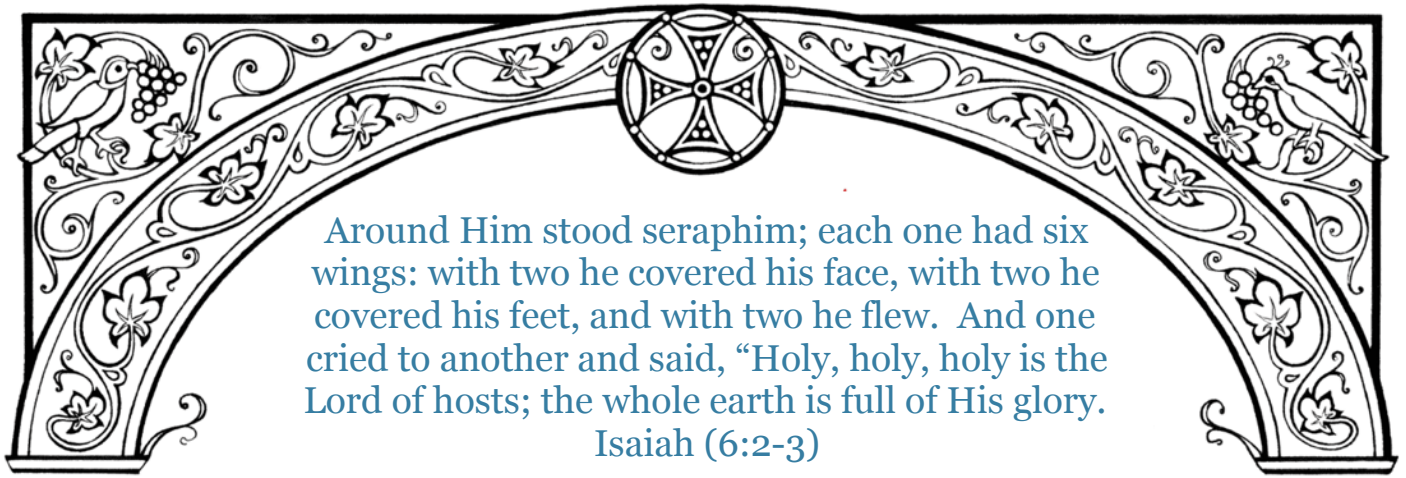 Around Him stood seraphim; each one had six
wings: with two he covered his face, with two he
covered his feet, and with two he flew.  And one
cried to another and said, “Holy, holy, holy is the
Lord of hosts; the whole earth is full of His glory.
Isaiah (6:2-3)